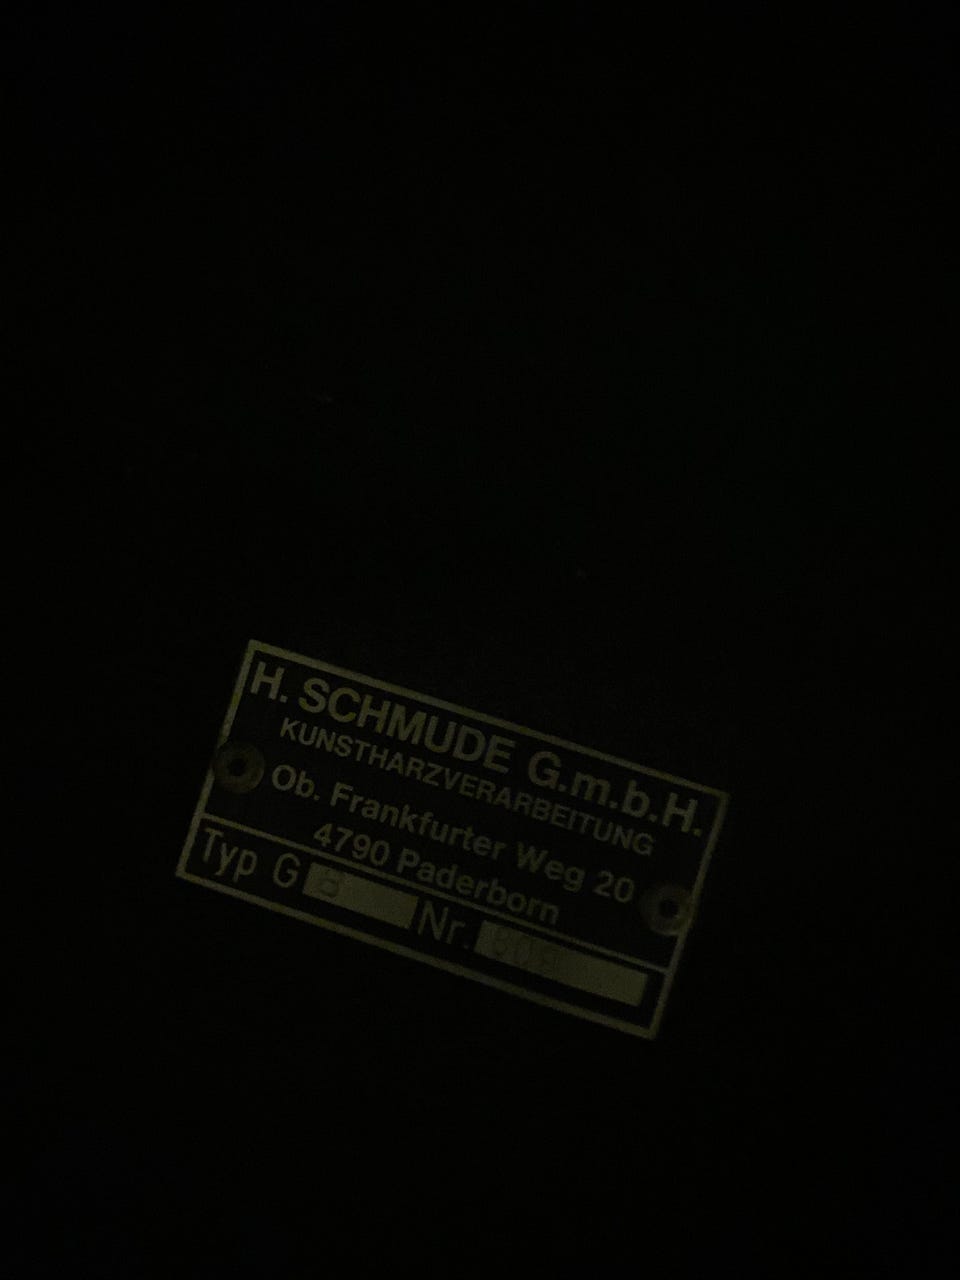 H. SCHMUDE G.m.b.H.
KUNSTHARZVERARBEITUNG
Ob. Frankfurter Weg 20
4790 Paderborn
Typ G Nr.